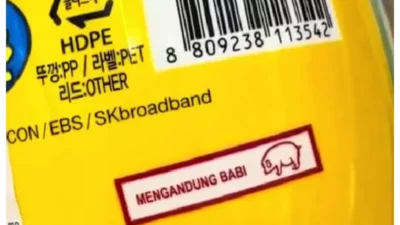 HDPE
뚜껑:PP / 라벨:PET
리드:OTHER
8 809238 113542
CON / EBS / SKbroadband
MENGANDUNG BABI